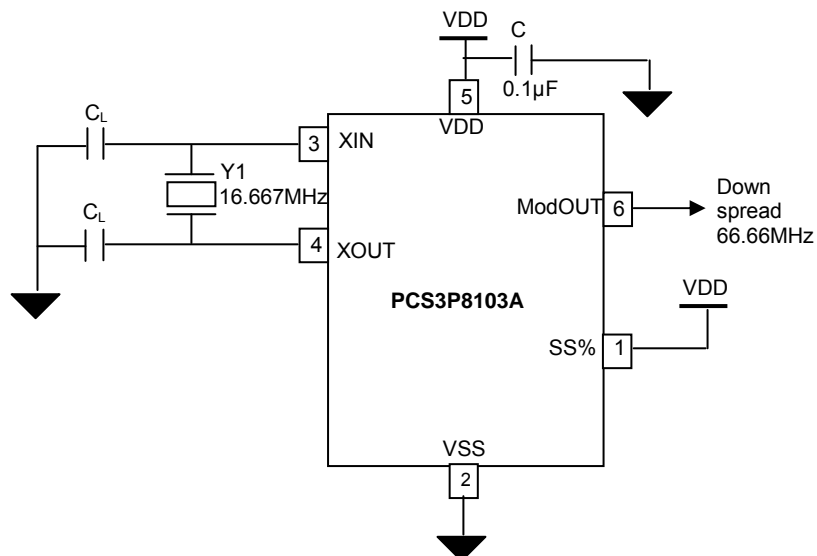 VDD
C
0.1µF
5
VDD
CL
3
XIN
Y1
16.667MHz
ModOUT
6
Down
spread
66.66MHz
CL
4
XOUT
VDD
PCS3P8103A
SS%
1
VSS
2